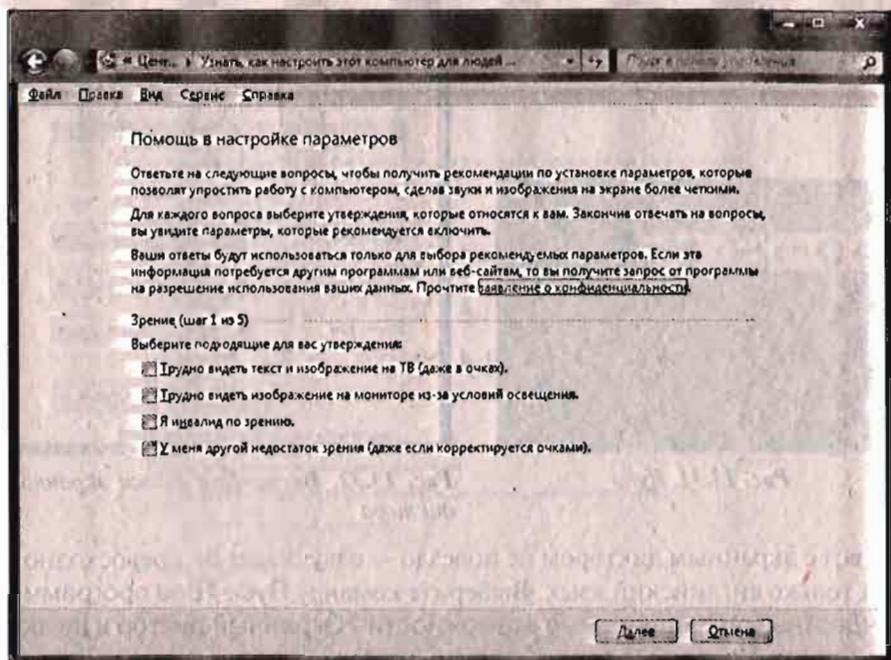 « Цент... ▸ Узнать, как настроить этот компьютер для людей ...
Файл Правка Вид Сервис Справка
Помощь в настройке параметров
Ответьте на следующие вопросы, чтобы получить рекомендации по установке параметров, которые
позволят упростить работу с компьютером, сделав звуки и изображения на экране более четкими.
Для каждого вопроса выберите утверждения, которые относятся к вам. Закончив отвечать на вопросы,
вы увидите параметры, которые рекомендуется включить.
Ваши ответы будут использоваться только для выбора рекомендуемых параметров. Если эта
информация потребуется другим программам или веб-сайтам, то вы получите запрос от программы
на разрешение использования ваших данных. Прочтите заявление о конфиденциальности.
Зрение (шаг 1 из 5)
Выберите подходящие для вас утверждения:
Трудно видеть текст и изображение на ТВ (даже в очках).
Трудно видеть изображение на мониторе из-за условий освещения.
Я инвалид по зрению.
У меня другой недостаток зрения (даже если корректируется очками).
Далее Отмена